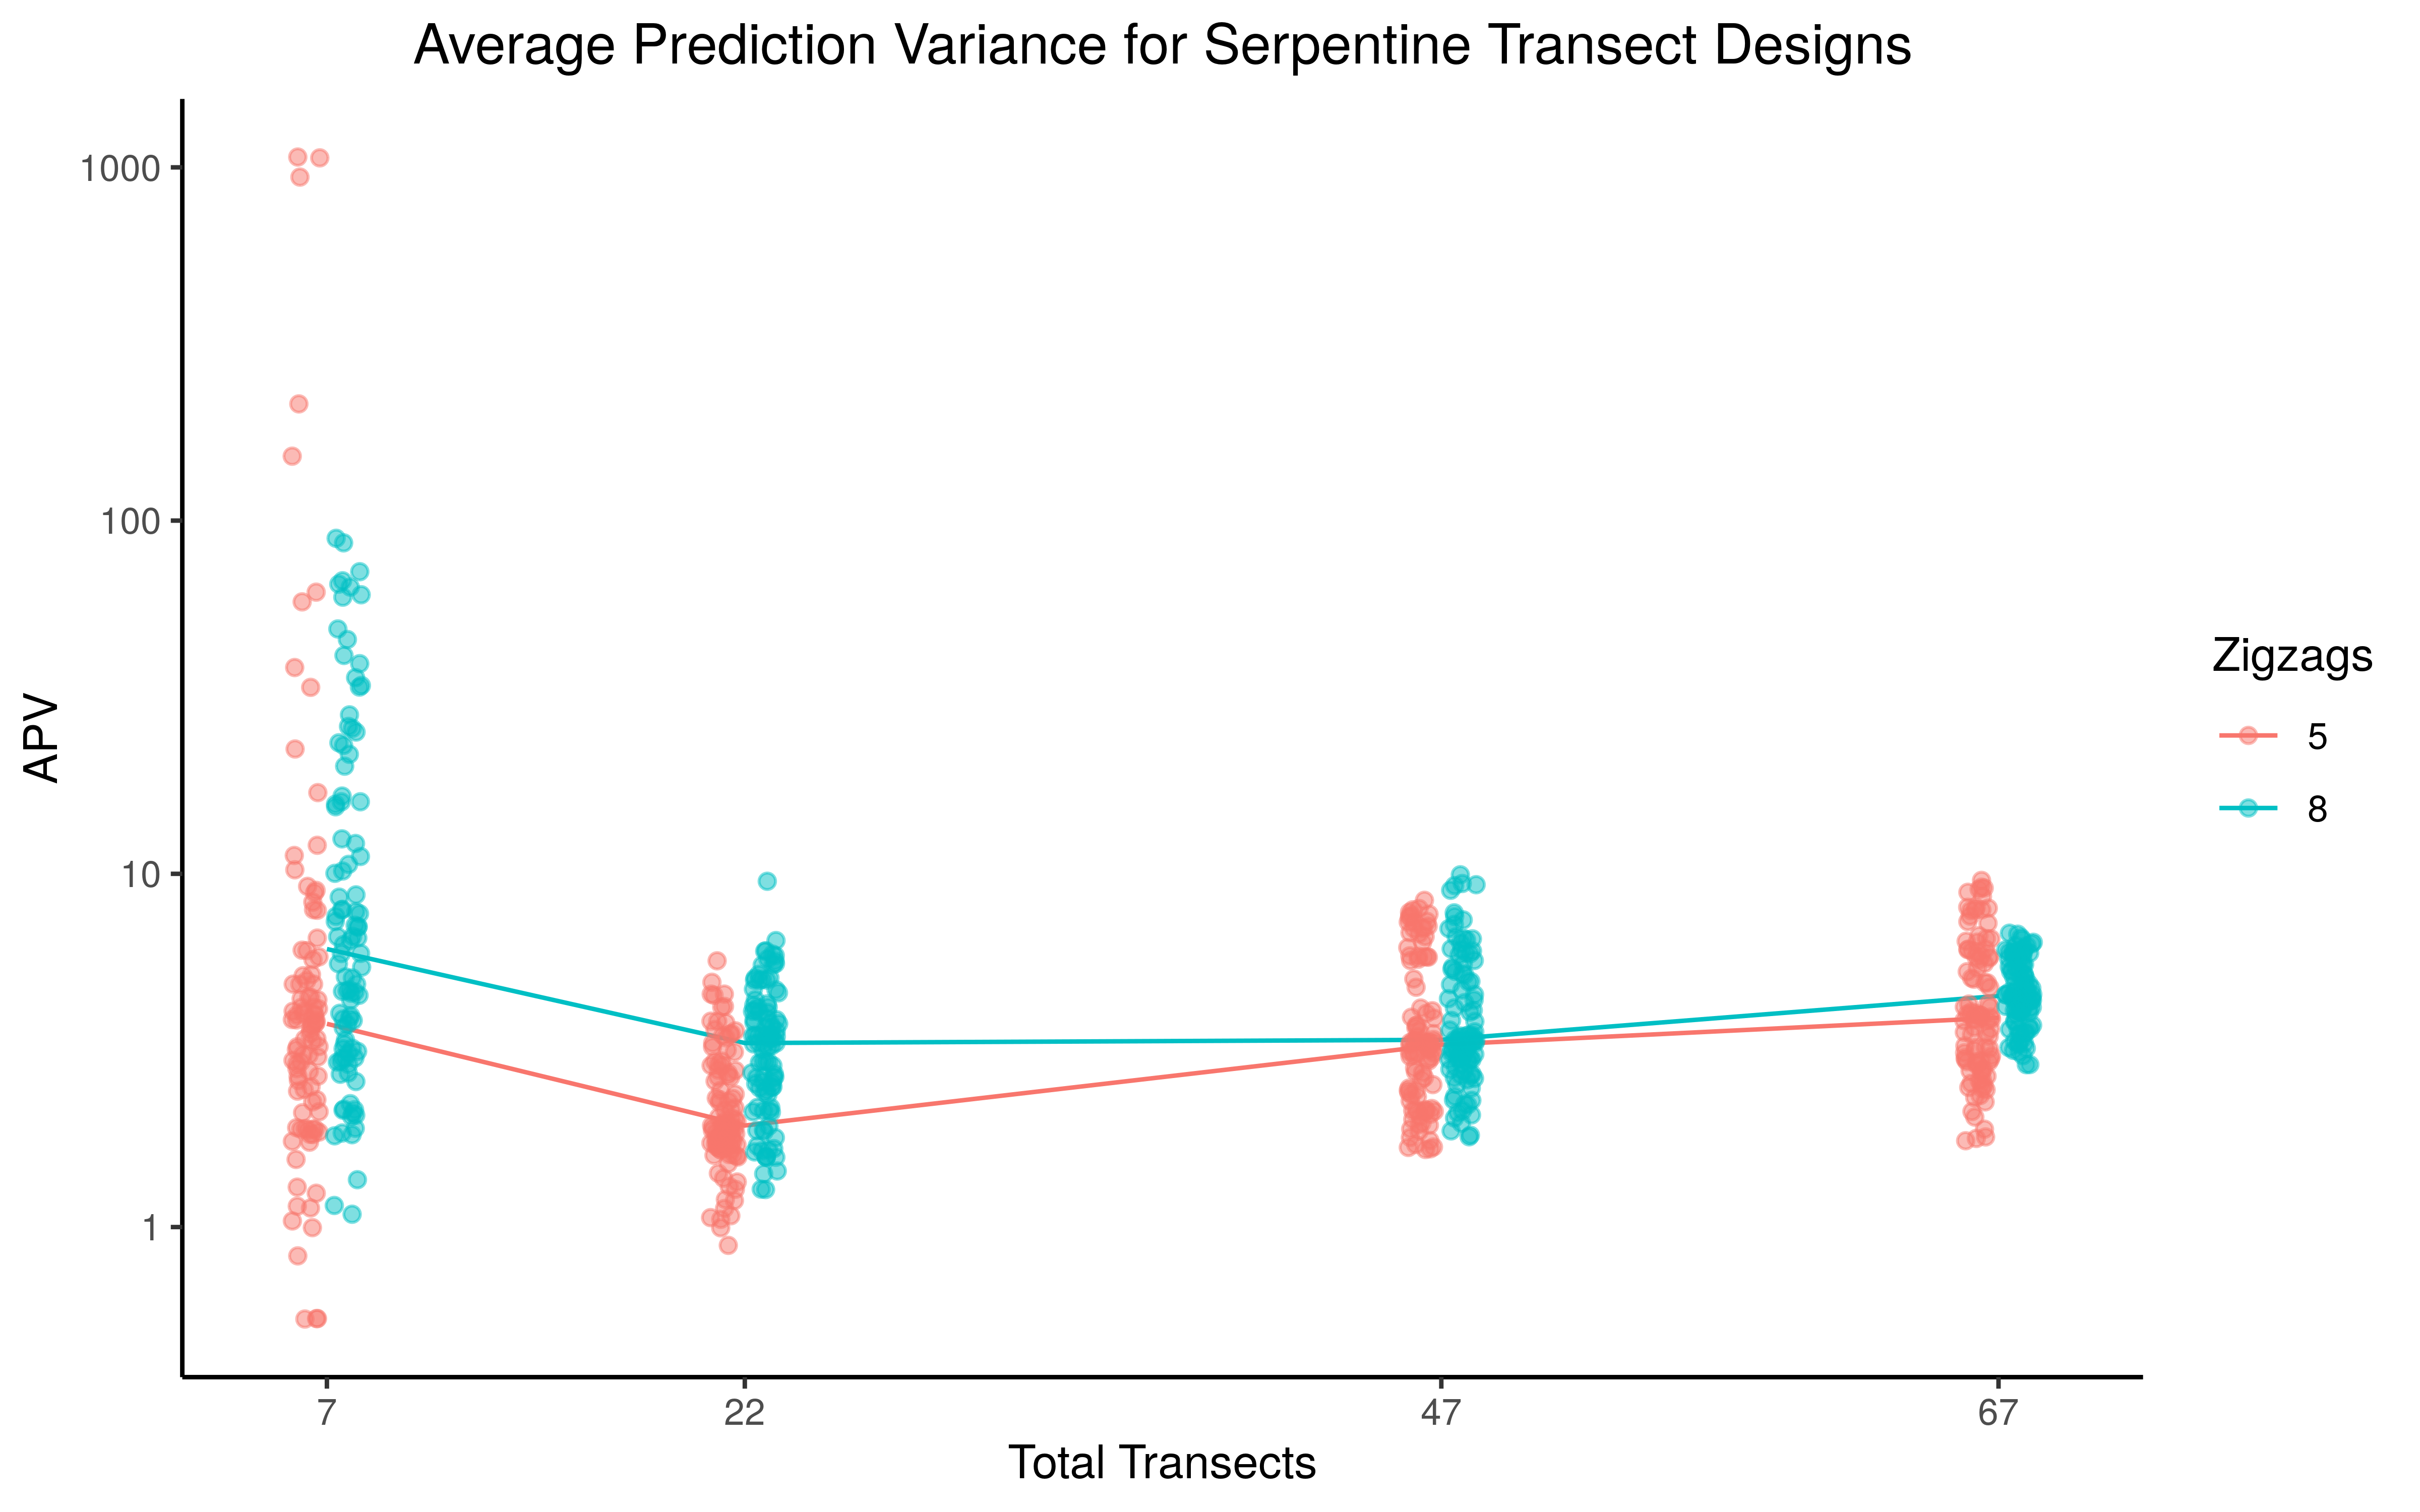 Average Prediction Variance for Serpentine Transect Designs
1000
100
10
1
APV
7 22 47 67
Total Transects
Zigzags
5
8